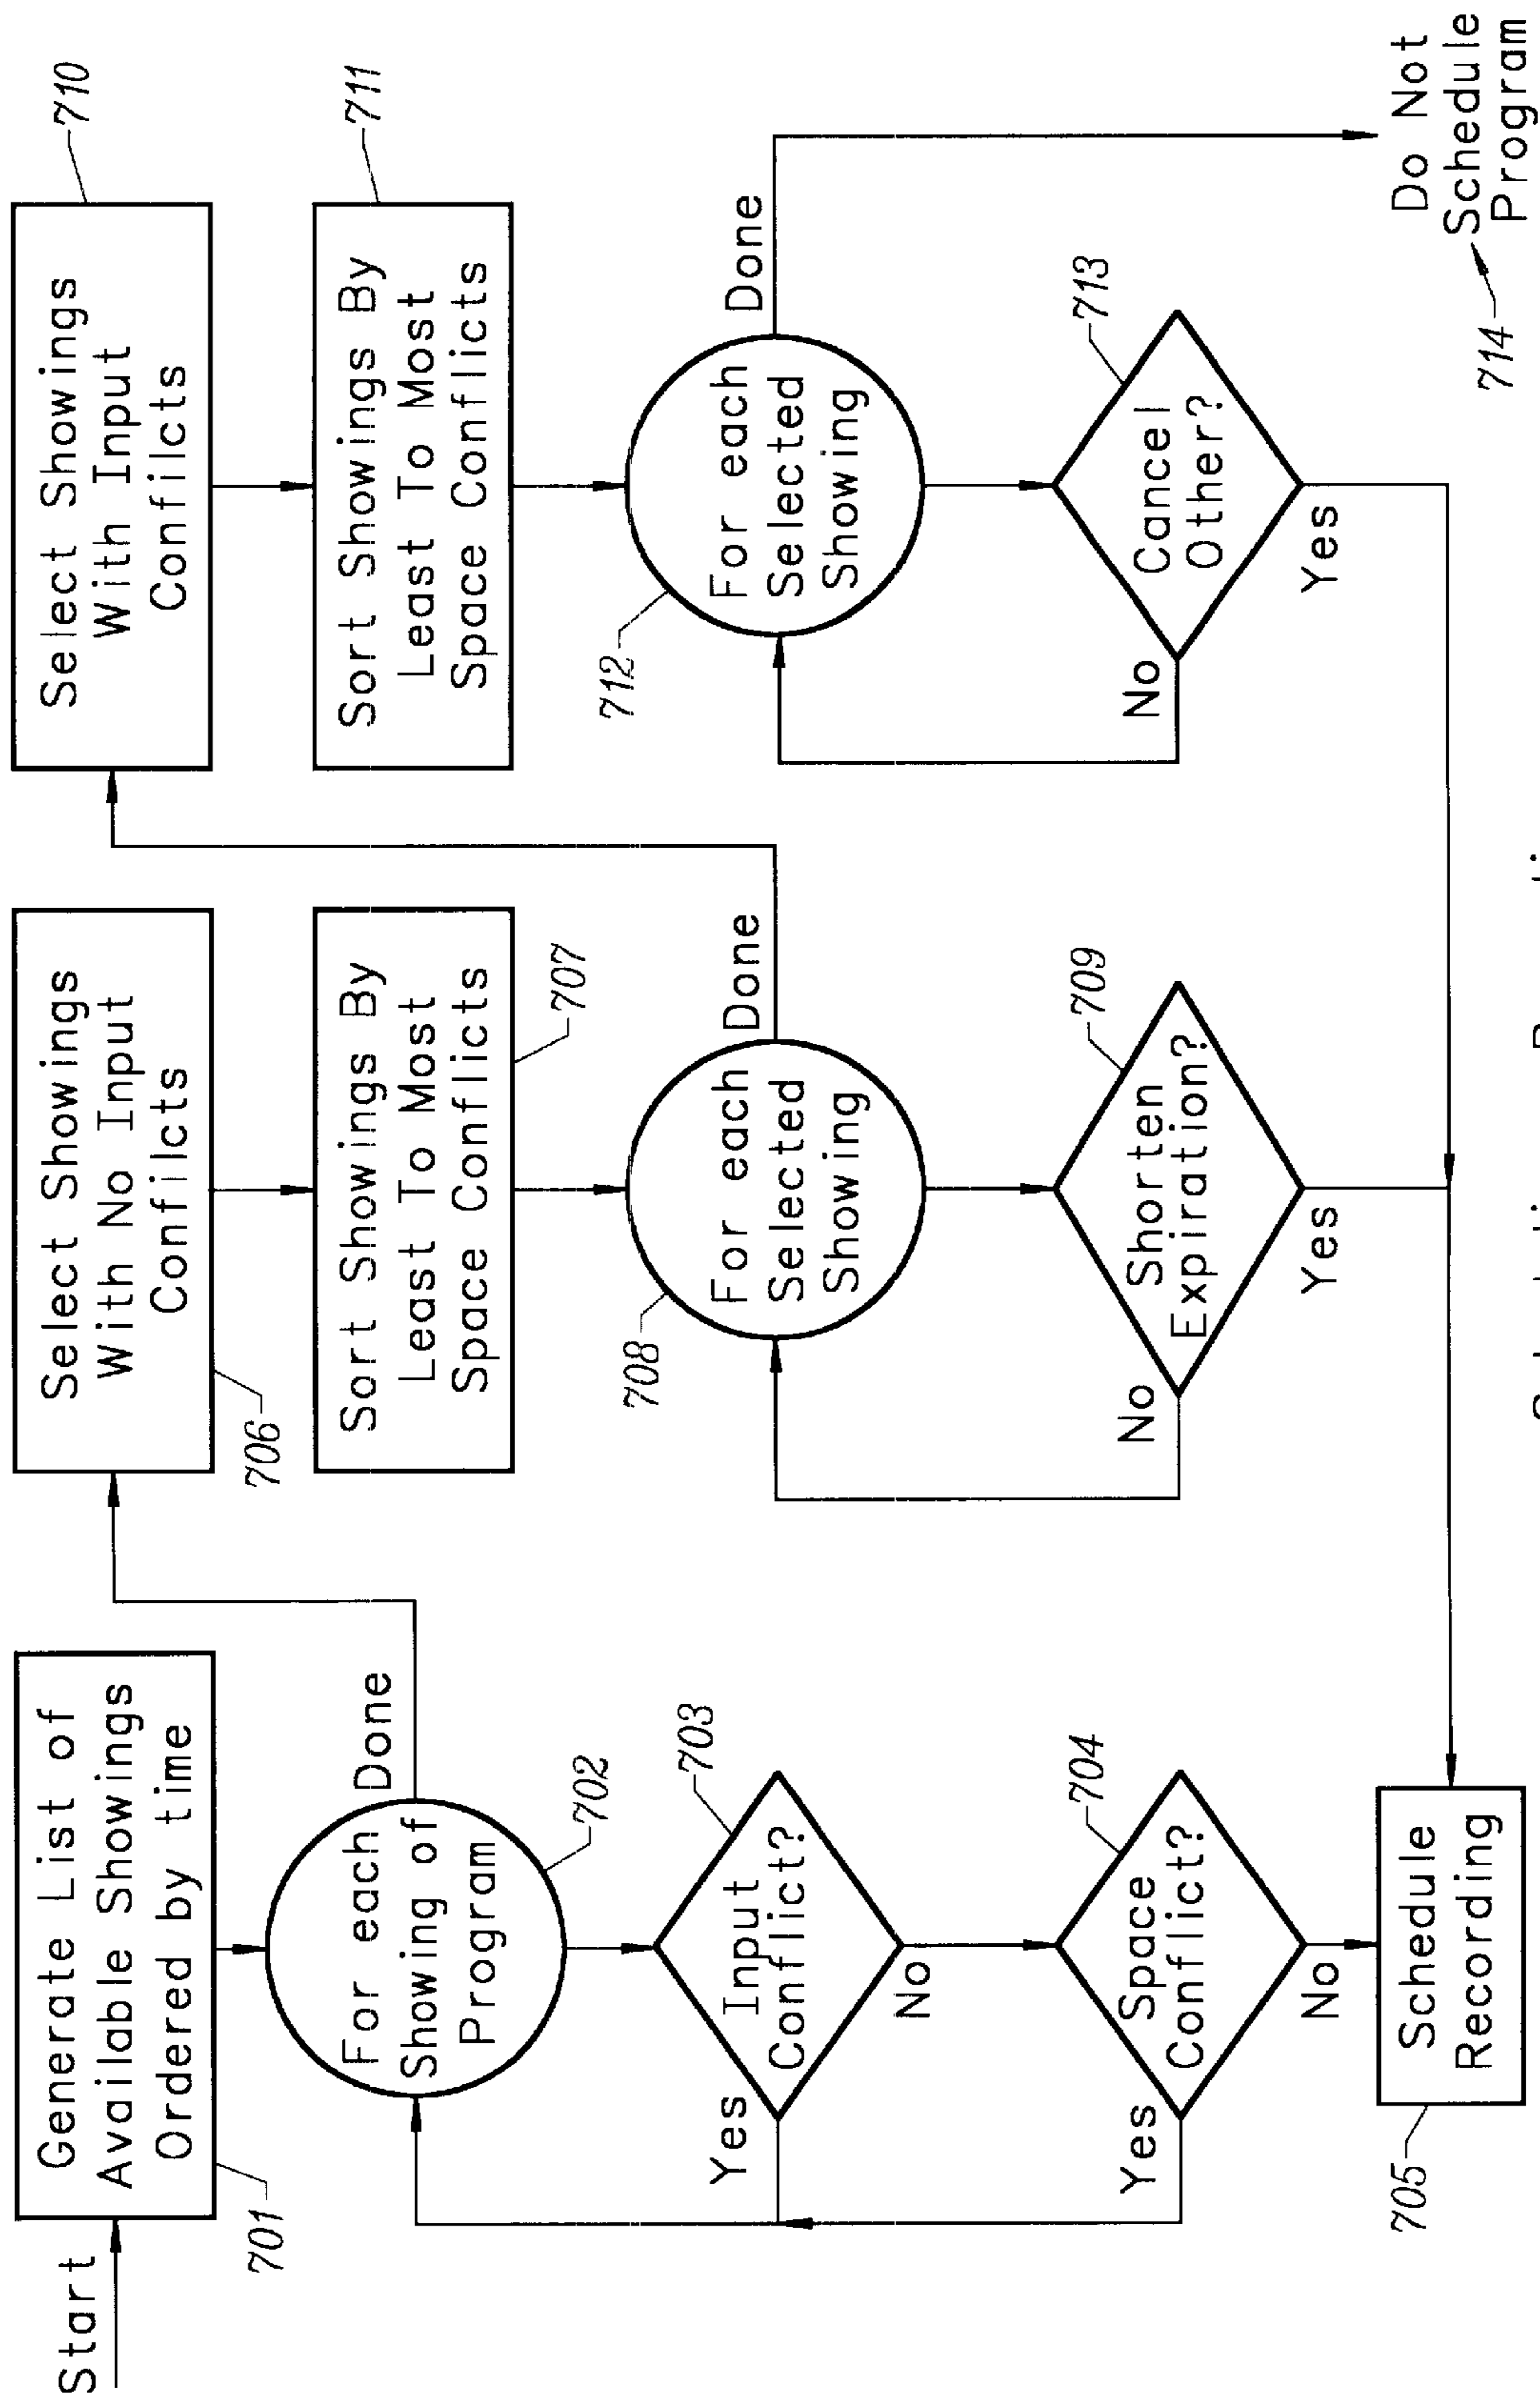 Start
Generate List of
Available Showings
Ordered by time
701
For each
Showing of
Program
Done
702
Input
Conflict?
703
Yes
No
Space
Conflict?
704
Yes
No
Schedule
Recording
705
Select Showings
With No Input
Confilcts
706
Sort Showings By
Least To Most
Space Conflicts
707
For each
Selected
Showing
Done
708
Shorten
Expiration?
709
No
Yes
Select Showings
With Input
Confilcts
710
Sort Showings By
Least To Most
Space Conflicts
711
For each
Selected
Showing
Done
712
Cancel
Other?
713
No
Yes
Do Not
Schedule
Program
714